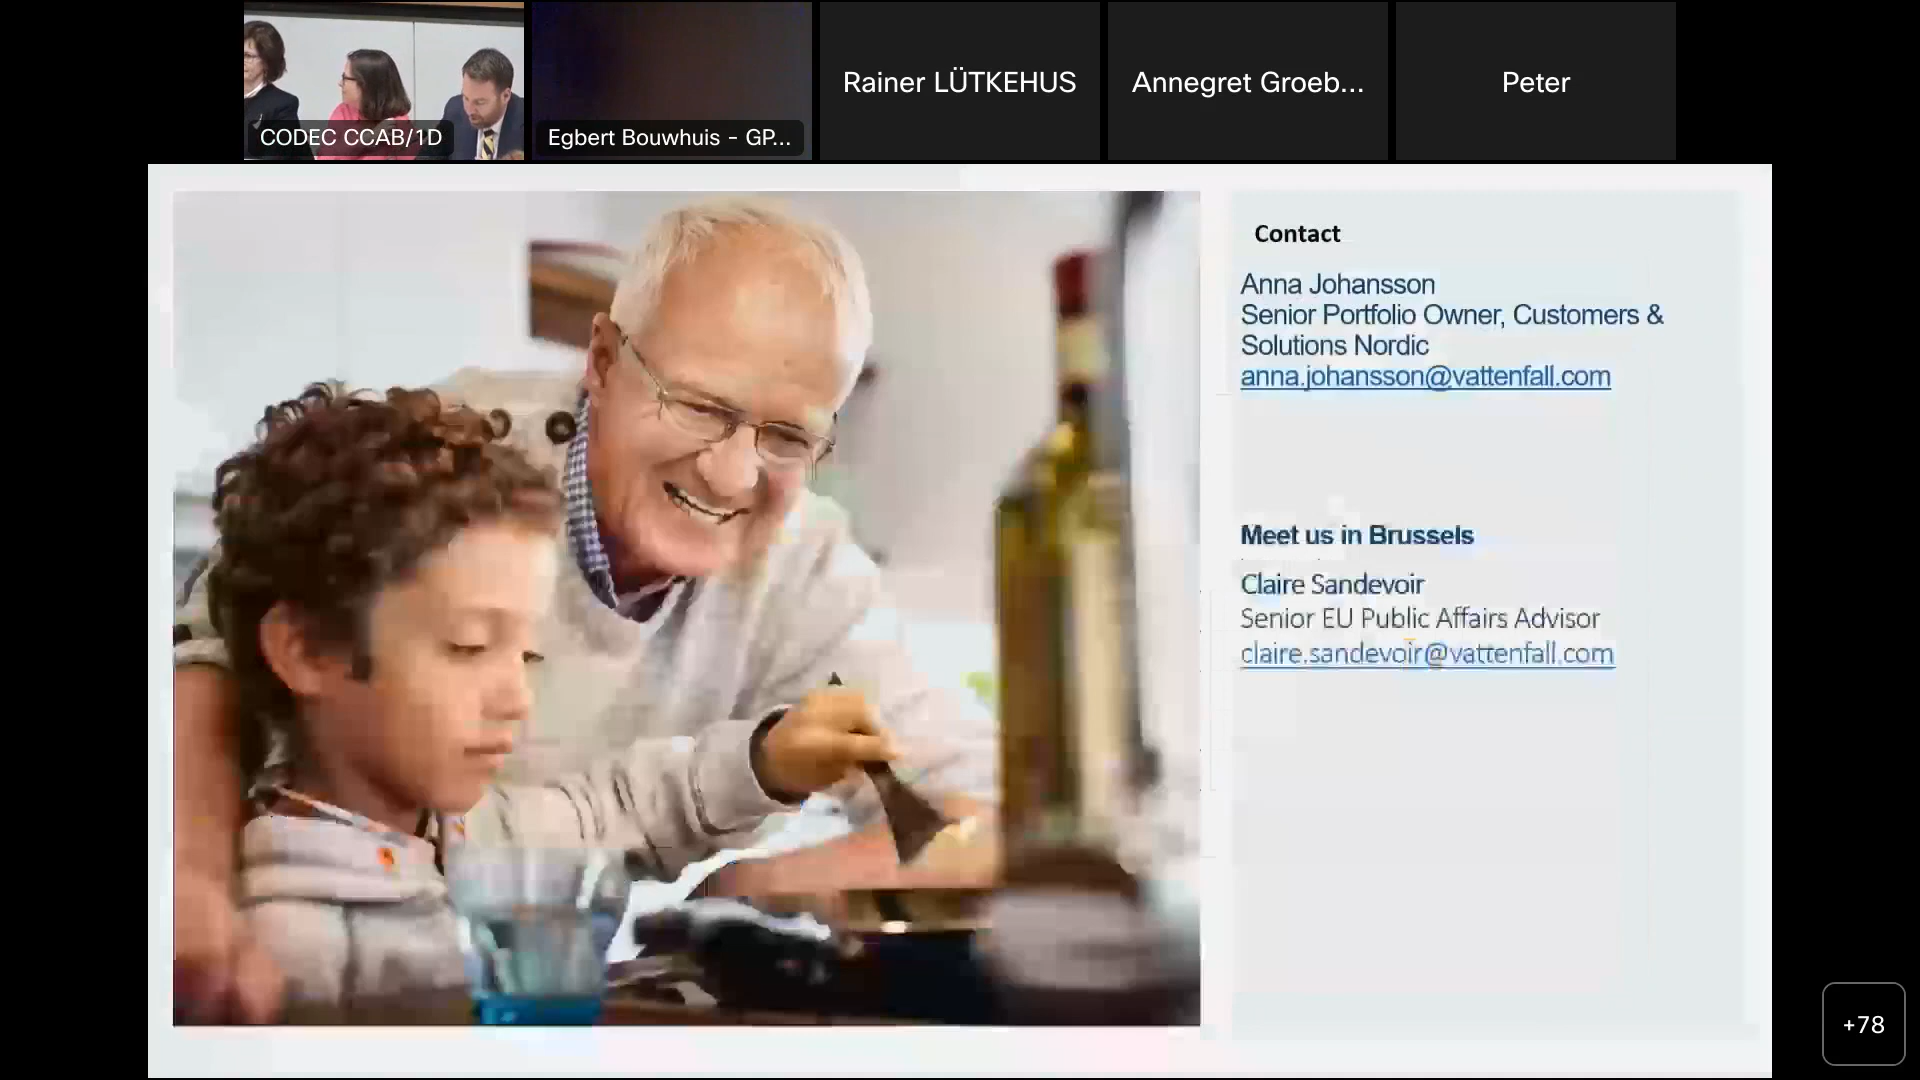 CODEC CCAB/1D
Egbert Bouwhuis - GP...
Rainer LÜTKEHUS
Annegret Groeb...
Peter
Contact
Anna Johansson
Senior Portfolio Owner, Customers &
Solutions Nordic
anna.johansson@vattenfall.com
Meet us in Brussels
Claire Sandevoir
Senior EU Public Affairs Advisor
claire.sandevoir@vattenfall.com
+78